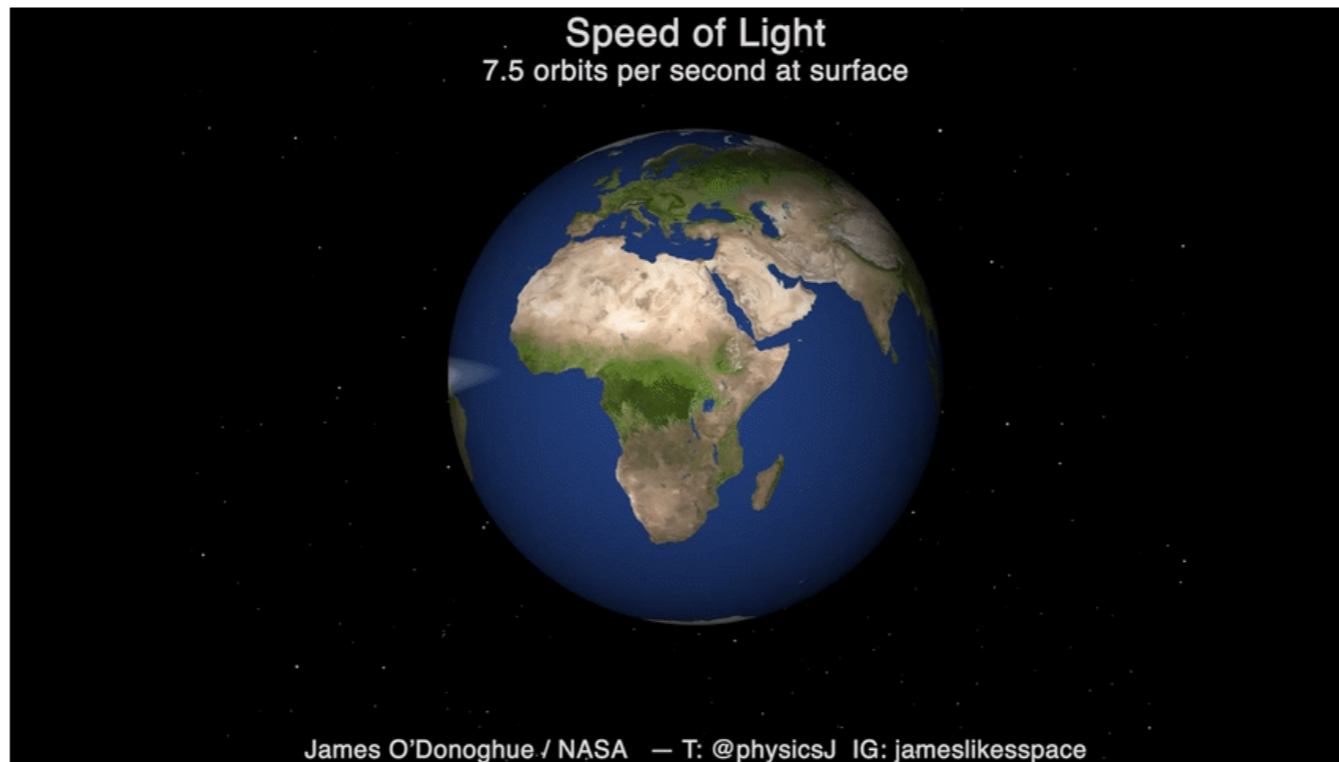 Speed of Light
7.5 orbits per second at surface
James O'Donoghue / NASA — T: @physicsJ IG: jameslikesspace